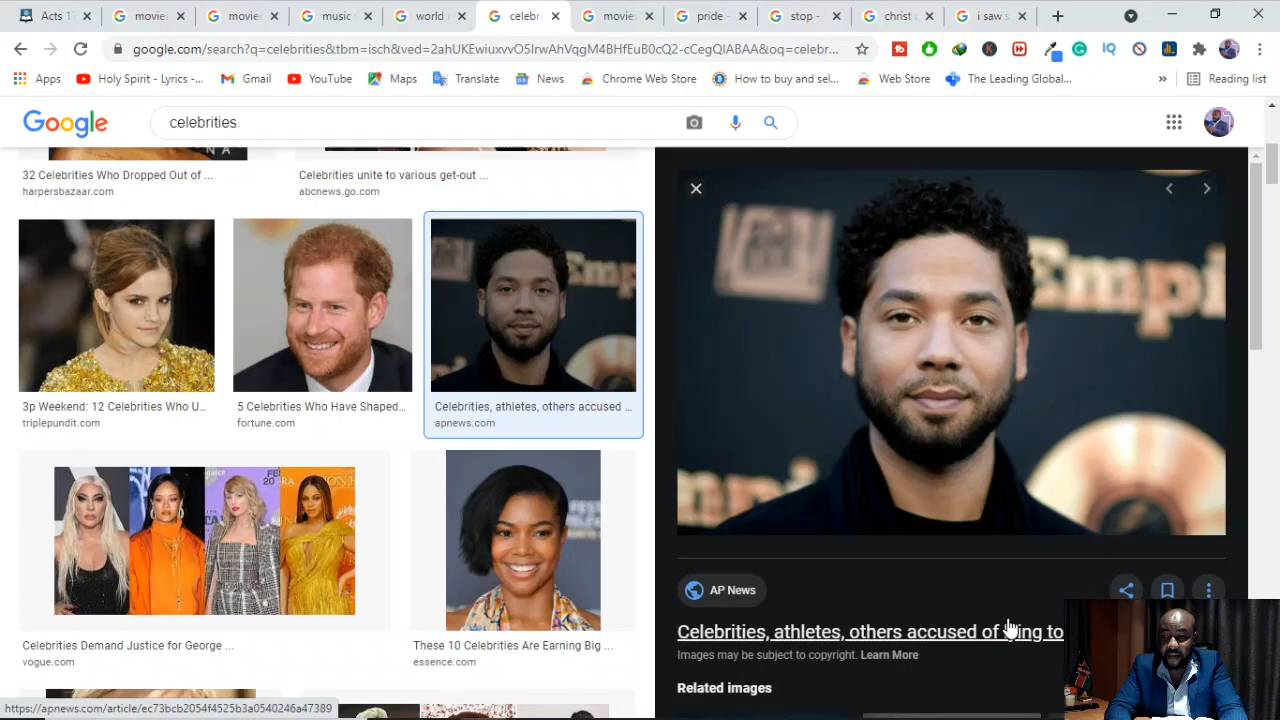 Acts 1
movie
movie
music
world
celebri
movies
pride -
stop -
christ i
i saw s
google.com/search?q=celebrities&tbm=isch&ved=2ahUKEwiuxvvO5IrwAhVqgM4BHfEuB0cQ2-cCegQIABAA&oq=celebr...
Apps
Holy Spirit - Lyrics -...
Gmail
YouTube
Maps
Translate
News
Chrome Web Store
How to buy and sel...
Web Store
The Leading Global...
»
Reading list
Google
celebrities
N A
32 Celebrities Who Dropped Out of ...
harpersbazaar.com
Celebrities unite to various get-out ...
abcnews.go.com
3p Weekend: 12 Celebrities Who U...
triplepundit.com
5 Celebrities Who Have Shaped...
fortune.com
Celebrities, athletes, others accused ...
apnews.com
Empi
Celebrities Demand Justice for George ...
vogue.com
These 10 Celebrities Are Earning Big ...
essence.com
AP News
Celebrities, athletes, others accused of lying to
Images may be subject to copyright. Learn More
Related images
https://apnews.com/article/ec73bcb2054f4525b3a0540246a47389